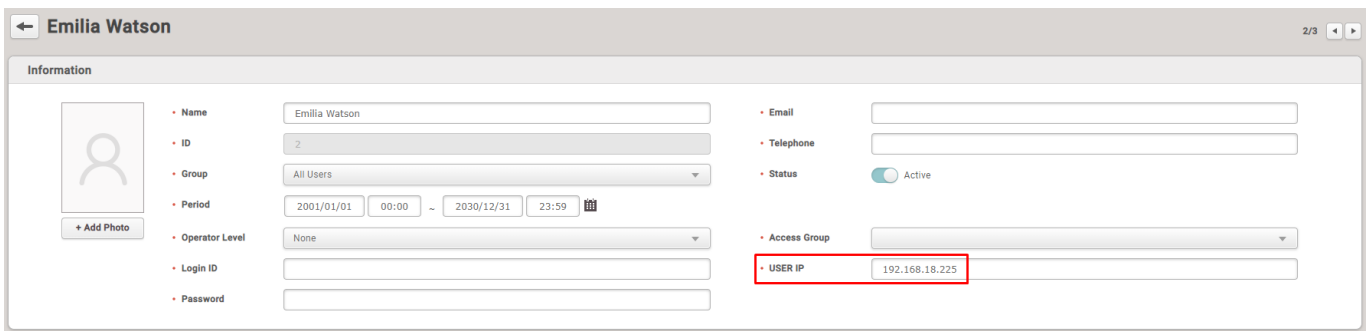 Emilia Watson
2/3
Information
Name Emilia Watson
Email
ID 2
Telephone
Group All Users
Status Active
Period 2001/01/01 00:00 ~ 2030/12/31 23:59
+ Add Photo
Operator Level None
Access Group
Login ID
USER IP 192.168.18.225
Password